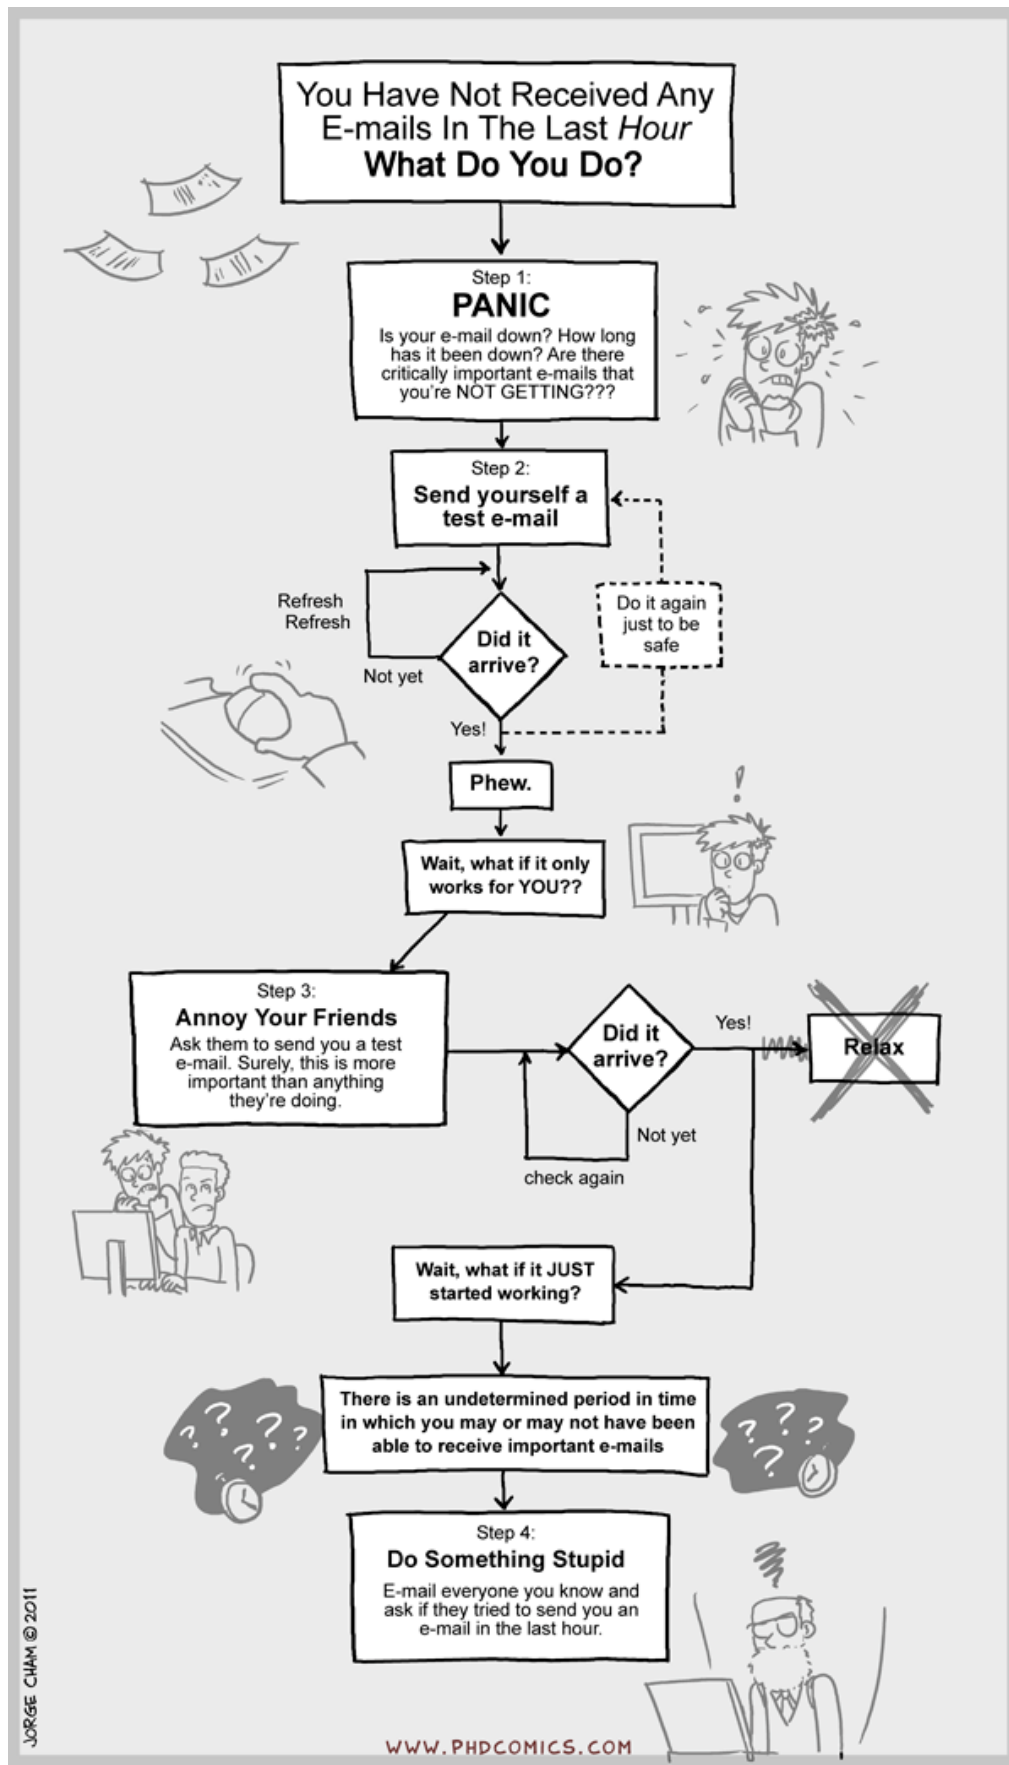 You Have Not Received Any
E-mails In The Last Hour
What Do You Do?
Step 1:
PANIC
Is your e-mail down? How long
has it been down? Are there
critically important e-mails that
you're NOT GETTING???
Step 2:
Send yourself a
test e-mail
Refresh
Refresh
Did it
arrive?
Not yet
Do it again
just to be
safe
Yes!
Phew.
!
Wait, what if it only
works for YOU??
Step 3:
Annoy Your Friends
Ask them to send you a test
e-mail. Surely, this is more
important than anything
they're doing.
Did it
arrive?
Yes!
Relax
Not yet
check again
Wait, what if it JUST
started working?
There is an undetermined period in time
in which you may or may not have been
able to receive important e-mails
? ? ? ? ?
? ? ? ?
Step 4:
Do Something Stupid
E-mail everyone you know and
ask if they tried to send you an
e-mail in the last hour.
JORGE CHAM © 2011
WWW.PHDCOMICS.COM